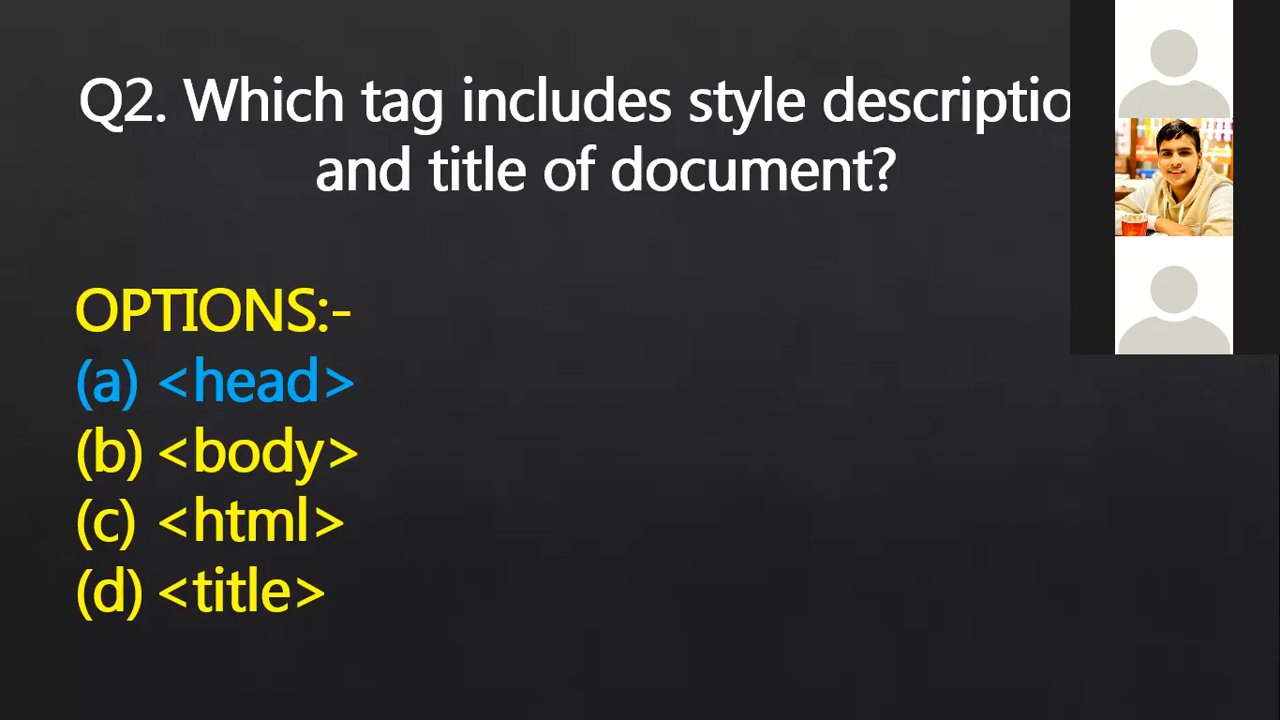 Q2. Which tag includes style descriptio
and title of document?
OPTIONS:-
(a) <head>
(b) <body>
(c) <html>
(d) <title>